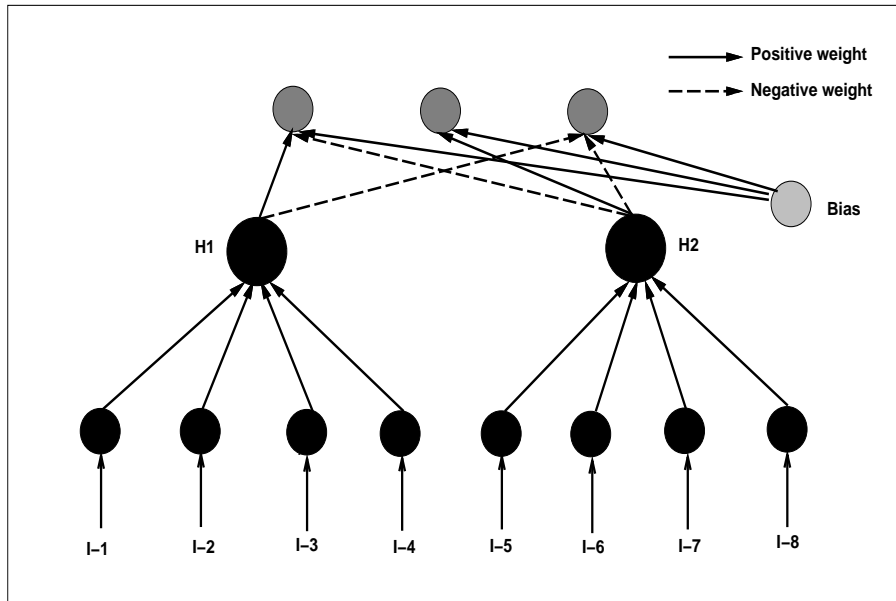 Positive weight
Negative weight
Bias
H1
H2
I–1
I–2
I–3
I–4
I–5
I–6
I–7
I–8